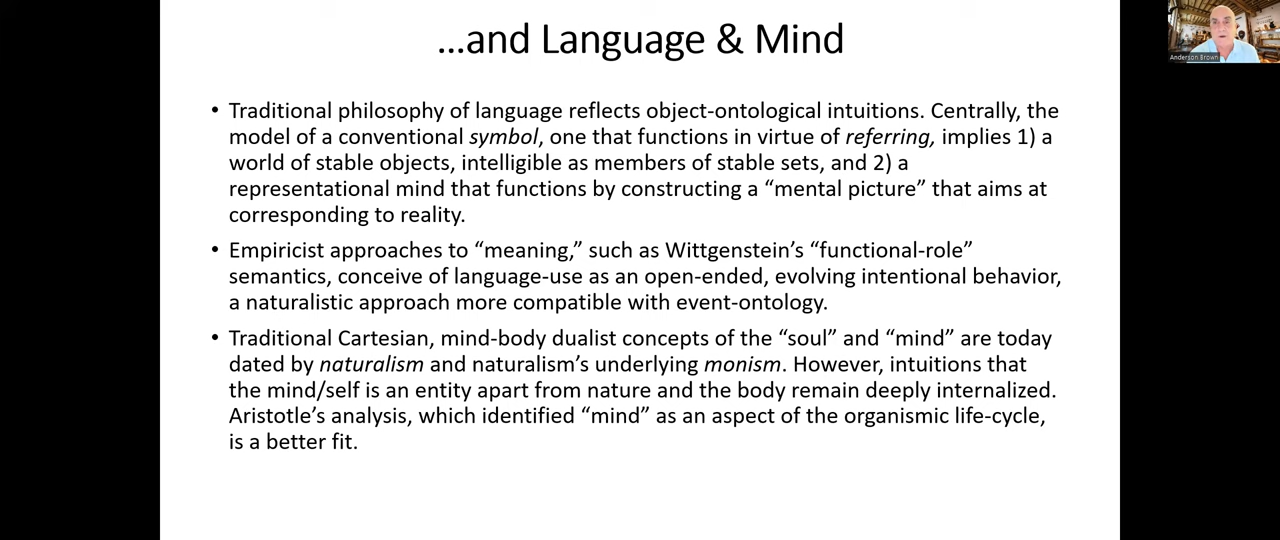 ...and Language & Mind
• Traditional philosophy of language reflects object-ontological intuitions. Centrally, the
model of a conventional symbol, one that functions in virtue of referring, implies 1) a
world of stable objects, intelligible as members of stable sets, and 2) a
representational mind that functions by constructing a “mental picture” that aims at
corresponding to reality.
• Empiricist approaches to “meaning,” such as Wittgenstein’s “functional-role”
semantics, conceive of language-use as an open-ended, evolving intentional behavior,
a naturalistic approach more compatible with event-ontology.
• Traditional Cartesian, mind-body dualist concepts of the “soul” and “mind” are today
dated by naturalism and naturalism’s underlying monism. However, intuitions that
the mind/self is an entity apart from nature and the body remain deeply internalized.
Aristotle’s analysis, which identified “mind” as an aspect of the organismic life-cycle,
is a better fit.
Anderson Brown